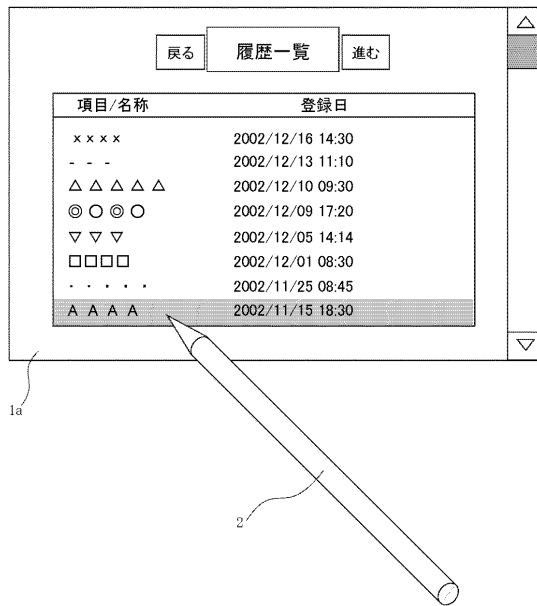 戻る 履歴一覧 進む
項目/名称 登録日
×××× 2002/12/16 14:30
- - - 2002/12/13 11:10
△△△△△ 2002/12/10 09:30
◎○◎○ 2002/12/09 17:20
▽▽▽ 2002/12/05 14:14
□□□□ 2002/12/01 08:30
・・・・・ 2002/11/25 08:45
A A A A 2002/11/15 18:30
1a
2